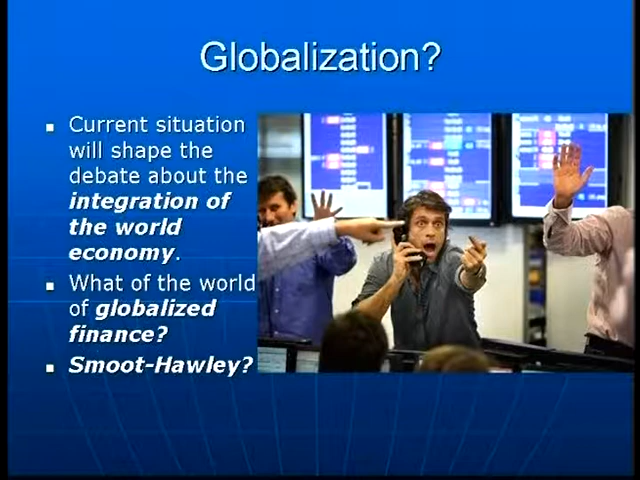 Globalization?
Current situation
will shape the
debate about the
integration of
the world
economy.
What of the world
of globalized
finance?
Smoot-Hawley?